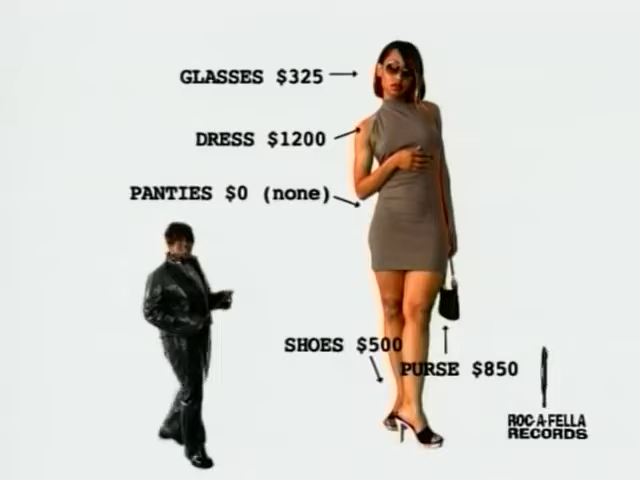 GLASSES $325
DRESS $1200
PANTIES $0 (none)
SHOES $500
PURSE $850
ROC-A-FELLA
RECORDS